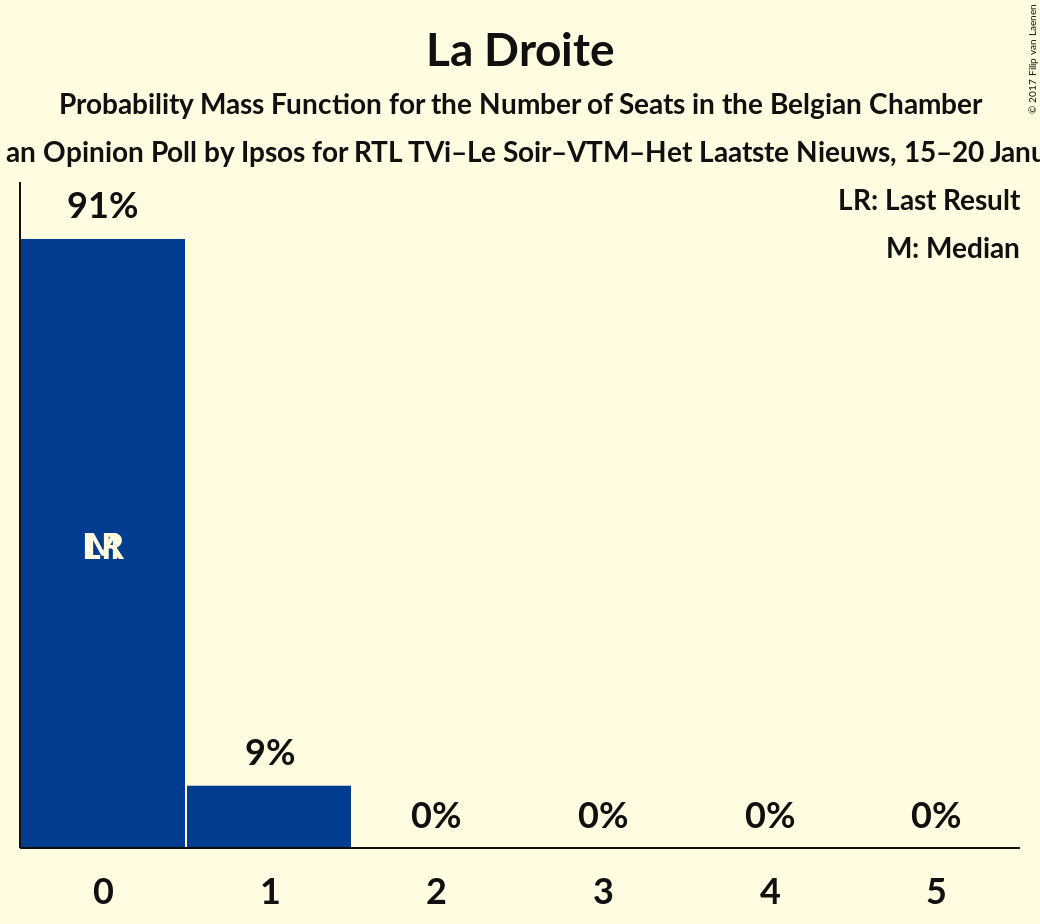 La Droite
Probability Mass Function for the Number of Seats in the Belgian Chamber
an Opinion Poll by Ipsos for RTL TVi–Le Soir–VTM–Het Laatste Nieuws, 15–20 Janu
© 2017 Filip van Laenen
LR: Last Result
M: Median
91%
LR
M
9%
0% 0% 0% 0%
0 1 2 3 4 5